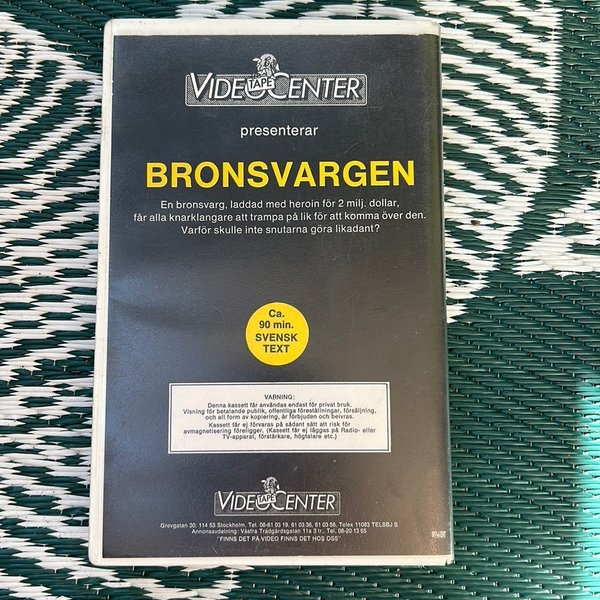 VIDEO TAPE CENTER
presenterar
BRONSVARGEN
En bronsvarg, laddad med heroin för 2 milj. dollar,
får alla knarklangare att trampa på lik för att komma över den.
Varför skulle inte snutarna göra likadant?
Ca.
90 min.
SVENSK
TEXT
VARNING:
Denna kassett får användas endast för privat bruk.
Visning för betalande publik, offentliga föreställningar, försäljning,
och all form av kopiering, är förbjuden och beivras.
Kassett får ej förvaras på sådant sätt att risk för
avmagnetisering föreligger. (Kassett får ej läggas på Radio- eller
TV-apparat, förstärkare, högtalare etc.)
VIDEO TAPE CENTER
Grevgatan 30, 114 53 Stockholm, Tel. 08-61 03 19, 61 03 36, 61 03 58, Telex 11083 TELSBJ S
Annonsavdelning: Västra Trädgårdsgatan 11a 3 tr., Tel. 08-20 13 65
"FINNS DET PÅ VIDEO FINNS DET HOS OSS"